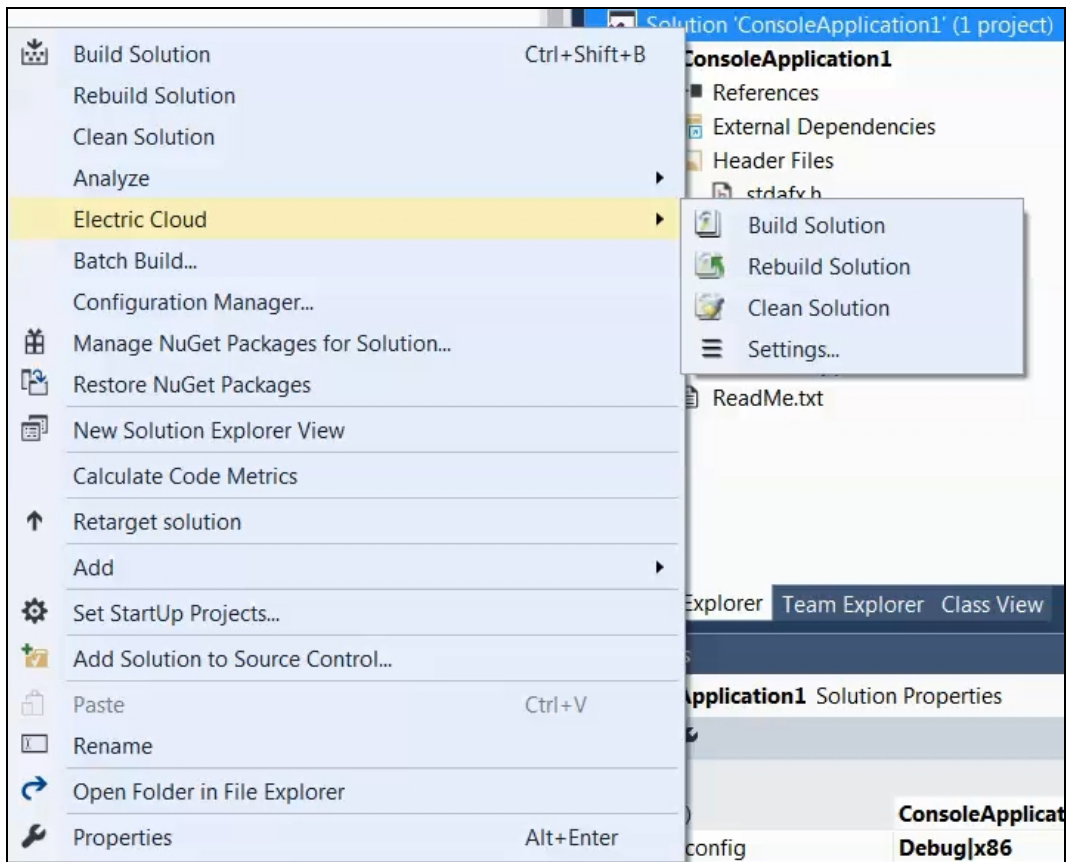 Solution 'ConsoleApplication1' (1 project)
Build Solution Ctrl+Shift+B
ConsoleApplication1
Rebuild Solution
References
Clean Solution
External Dependencies
Analyze
Header Files
stdafx.h
Electric Cloud
Build Solution
Batch Build...
Rebuild Solution
Configuration Manager...
Clean Solution
Manage NuGet Packages for Solution...
Settings...
Restore NuGet Packages
ReadMe.txt
New Solution Explorer View
Calculate Code Metrics
Retarget solution
Add
Set StartUp Projects...
Explorer Team Explorer Class View
Add Solution to Source Control...
Paste Ctrl+V
Application1 Solution Properties
Rename
Open Folder in File Explorer
ConsoleApplicat
Properties Alt+Enter
config Debug|x86